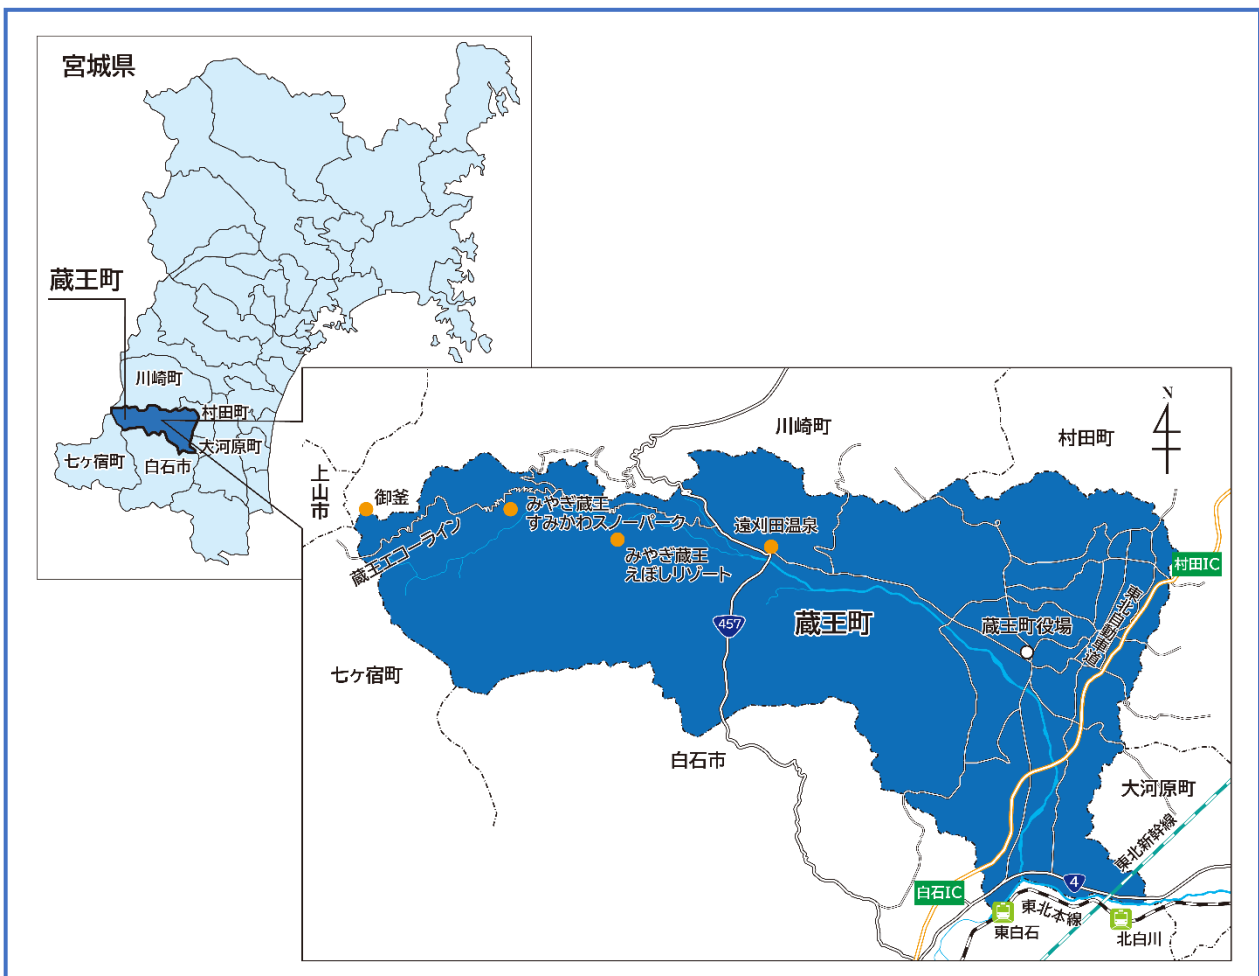 宮城県
蔵王町
川崎町
村田町
大河原町
七ヶ宿町
白石市
N
川崎町
村田町
上山市
御釜
みやぎ蔵王
すみかわスノーパーク
遠刈田温泉
蔵王エコーライン
みやぎ蔵王
えぼしリゾート
村田IC
457
蔵王町
蔵王町役場
東北自動車道
七ヶ宿町
白石市
大河原町
東北新幹線
白石IC
4
東北本線
東白石
北白川